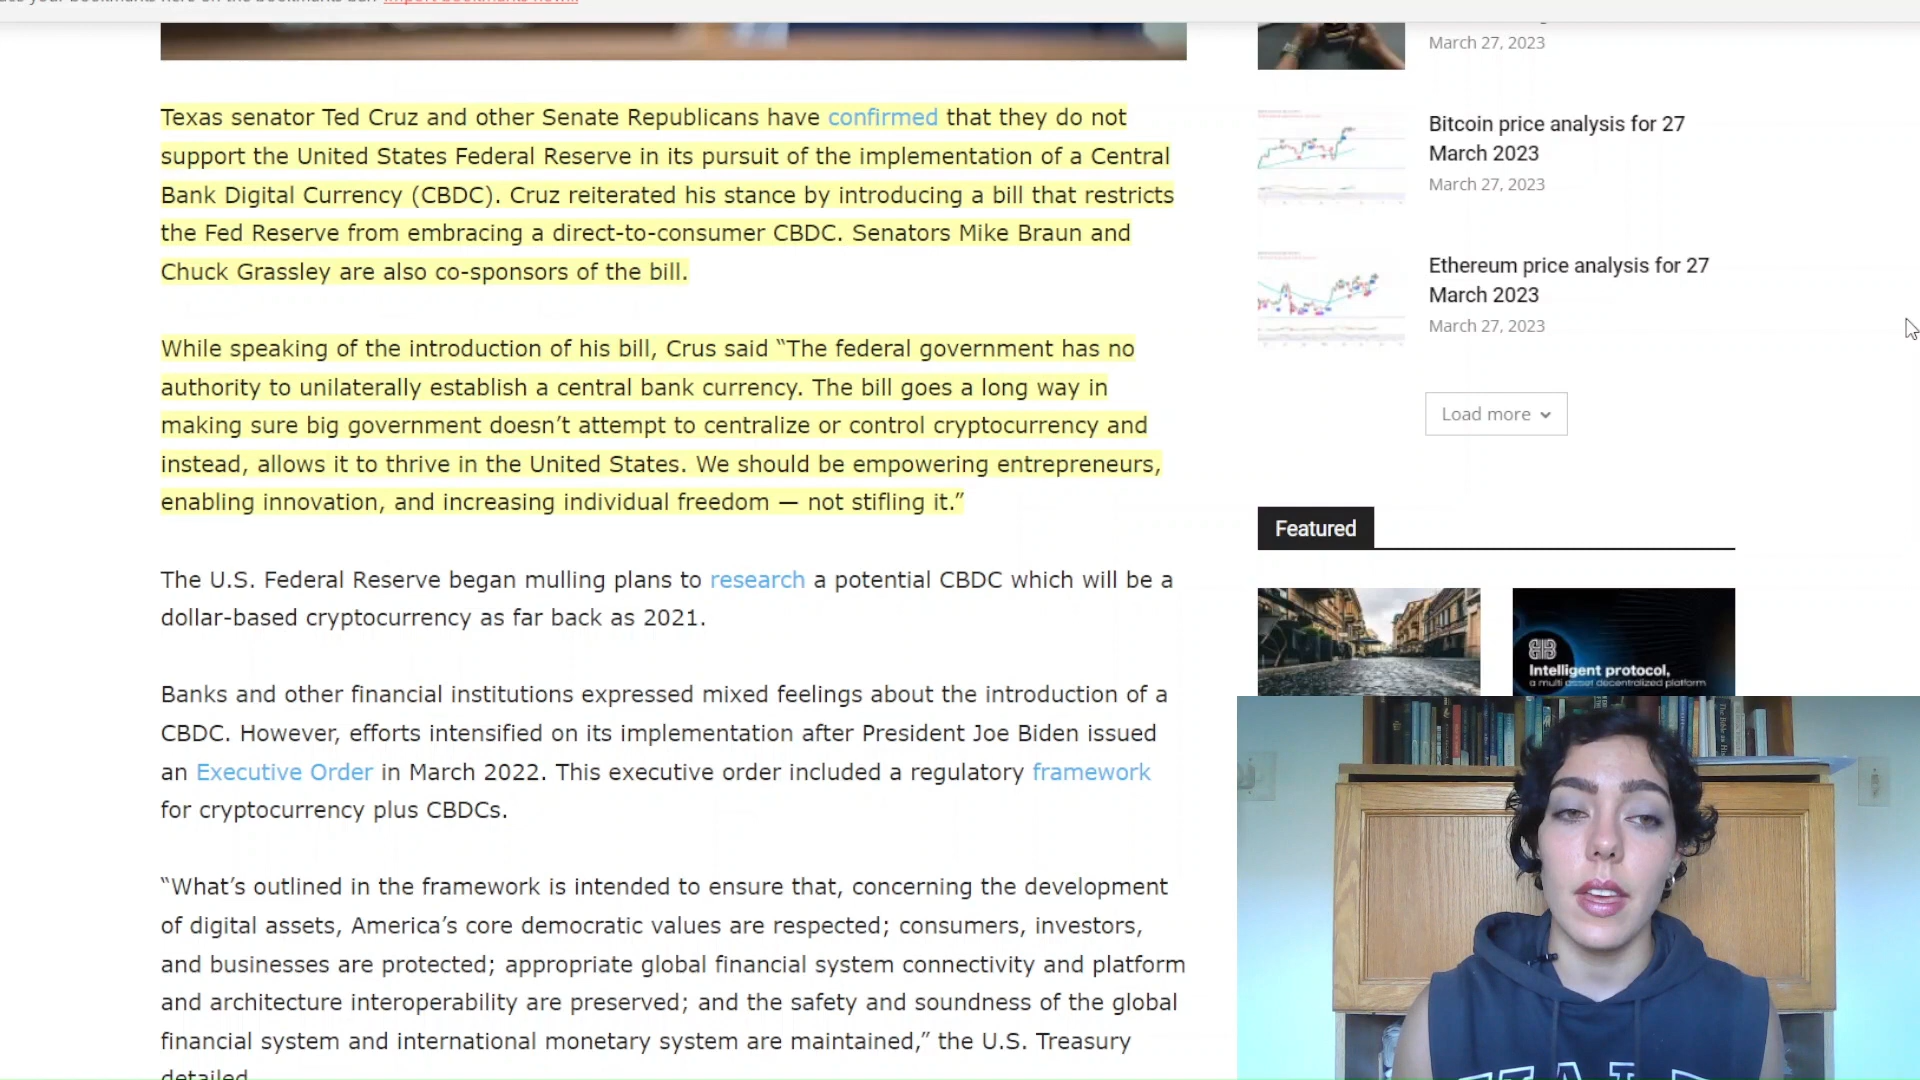 Import bookmarks now...
Texas senator Ted Cruz and other Senate Republicans have confirmed that they do not
support the United States Federal Reserve in its pursuit of the implementation of a Central
Bank Digital Currency (CBDC). Cruz reiterated his stance by introducing a bill that restricts
the Fed Reserve from embracing a direct-to-consumer CBDC. Senators Mike Braun and
Chuck Grassley are also co-sponsors of the bill.
While speaking of the introduction of his bill, Crus said “The federal government has no
authority to unilaterally establish a central bank currency. The bill goes a long way in
making sure big government doesn’t attempt to centralize or control cryptocurrency and
instead, allows it to thrive in the United States. We should be empowering entrepreneurs,
enabling innovation, and increasing individual freedom — not stifling it.”
The U.S. Federal Reserve began mulling plans to research a potential CBDC which will be a
dollar-based cryptocurrency as far back as 2021.
Banks and other financial institutions expressed mixed feelings about the introduction of a
CBDC. However, efforts intensified on its implementation after President Joe Biden issued
an Executive Order in March 2022. This executive order included a regulatory framework
for cryptocurrency plus CBDCs.
“What’s outlined in the framework is intended to ensure that, concerning the development
of digital assets, America’s core democratic values are respected; consumers, investors,
and businesses are protected; appropriate global financial system connectivity and platform
and architecture interoperability are preserved; and the safety and soundness of the global
financial system and international monetary system are maintained,” the U.S. Treasury
detailed
March 27, 2023
Bitcoin price analysis for 27
March 2023
March 27, 2023
Ethereum price analysis for 27
March 2023
March 27, 2023
Load more
Featured
Intelligent protocol,
a multi asset decentralized platform